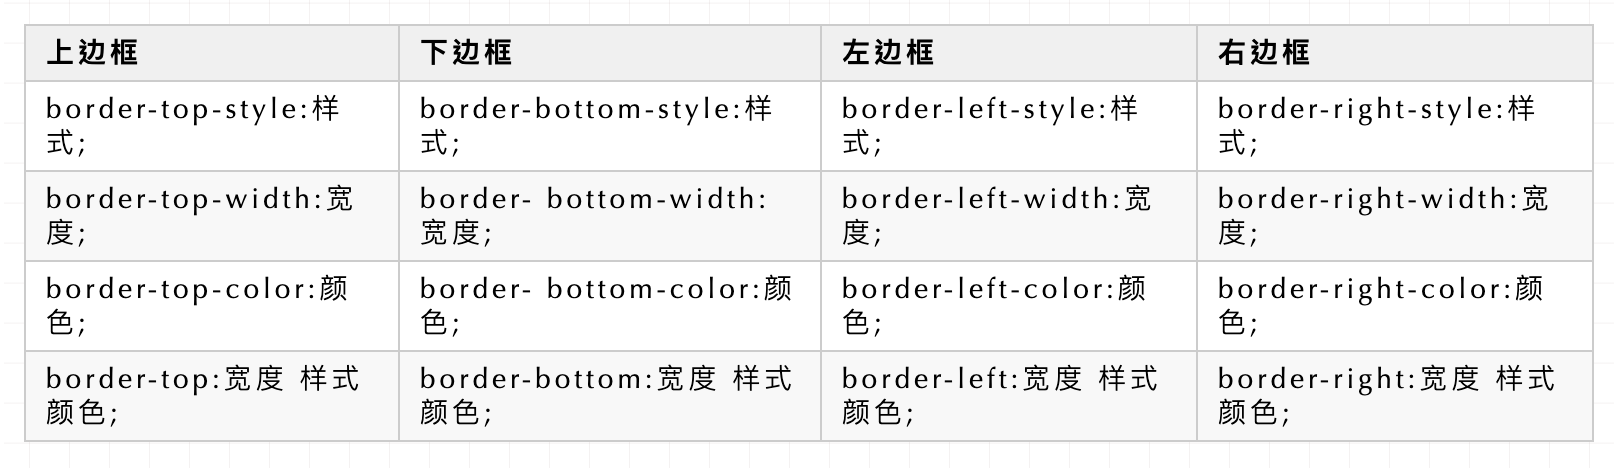 上边框
下边框
左边框
右边框
border-top-style:样
式;
border-bottom-style:样
式;
border-left-style:样
式;
border-right-style:样
式;
border-top-width:宽
度;
border- bottom-width:
宽度;
border-left-width:宽
度;
border-right-width:宽
度;
border-top-color:颜
色;
border- bottom-color:颜
色;
border-left-color:颜
色;
border-right-color:颜
色;
border-top:宽度 样式
颜色;
border-bottom:宽度 样式
颜色;
border-left:宽度 样式
颜色;
border-right:宽度 样式
颜色;